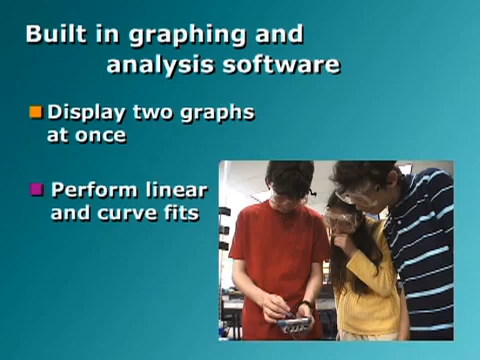 Built in graphing and
analysis software
Display two graphs
at once
Perform linear
and curve fits